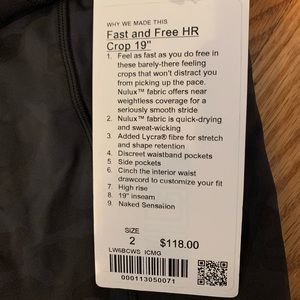 WHY WE MADE THIS
Fast and Free HR
Crop 19"
1. Feel as fast as you do free in
these barely-there feeling
crops that won't distract you
from picking up the pace.
Nulux™ fabric offers near
weightless coverage for a
seriously smooth stride
2. Nulux™ fabric is quick-drying
and sweat-wicking
3. Added Lycra® fibre for stretch
and shape retention
4. Discreet waistband pockets
5. Side pockets
6. Cinch the interior waist
drawcord to customize your fit
7. High rise
8. 19" inseam
9. Naked Sensation
SIZE
2 $118.00
LW6BCWS ICMG
000113050071